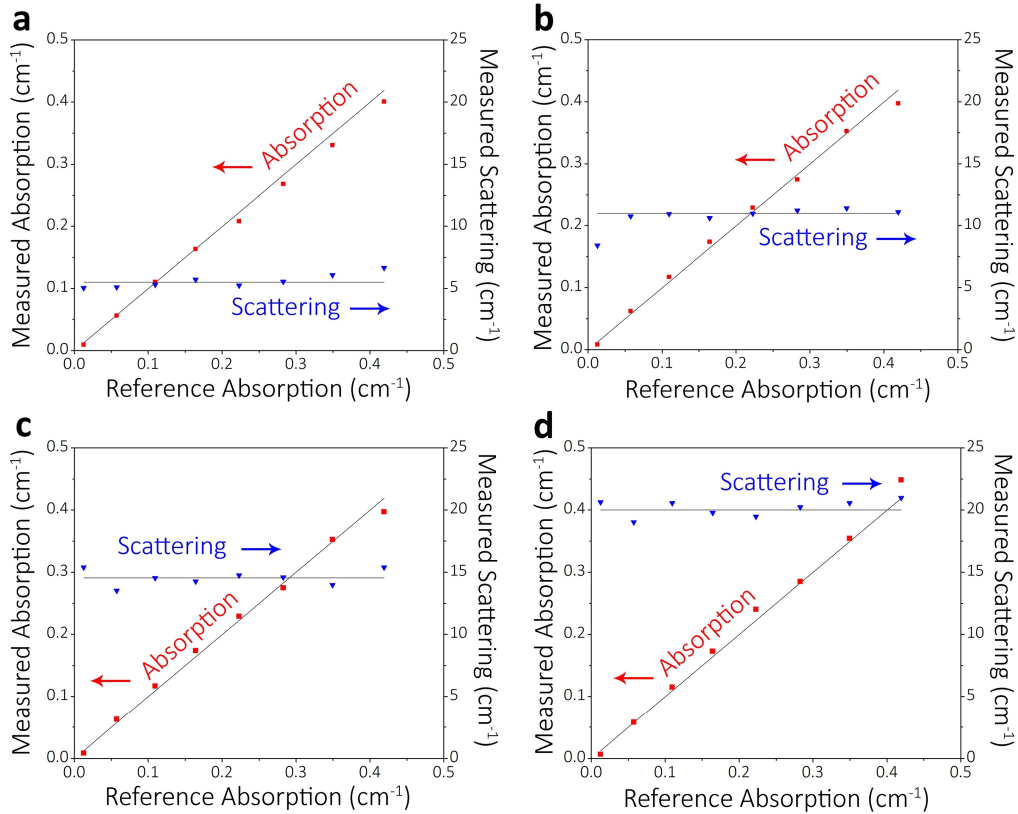 a
0.5
0.4
0.3
0.2
0.1
0.0
Measured Absorption (cm-1)
25
20
15
10
5
0
Measured Scattering (cm-1)
Absorption
Scattering
0.0 0.1 0.2 0.3 0.4 0.5
Reference Absorption (cm-1)
b
0.5
0.4
0.3
0.2
0.1
0.0
Measured Absorption (cm-1)
25
20
15
10
5
0
Measured Scattering (cm-1)
Absorption
Scattering
0.0 0.1 0.2 0.3 0.4 0.5
Reference Absorption (cm-1)
c
0.5
0.4
0.3
0.2
0.1
0.0
Measured Absorption (cm-1)
25
20
15
10
5
0
Measured Scattering (cm-1)
Scattering
Absorption
0.0 0.1 0.2 0.3 0.4 0.5
Reference Absorption (cm-1)
d
0.5
0.4
0.3
0.2
0.1
0.0
Measured Absorption (cm-1)
25
20
15
10
5
0
Measured Scattering (cm-1)
Scattering
Absorption
0.0 0.1 0.2 0.3 0.4 0.5
Reference Absorption (cm-1)